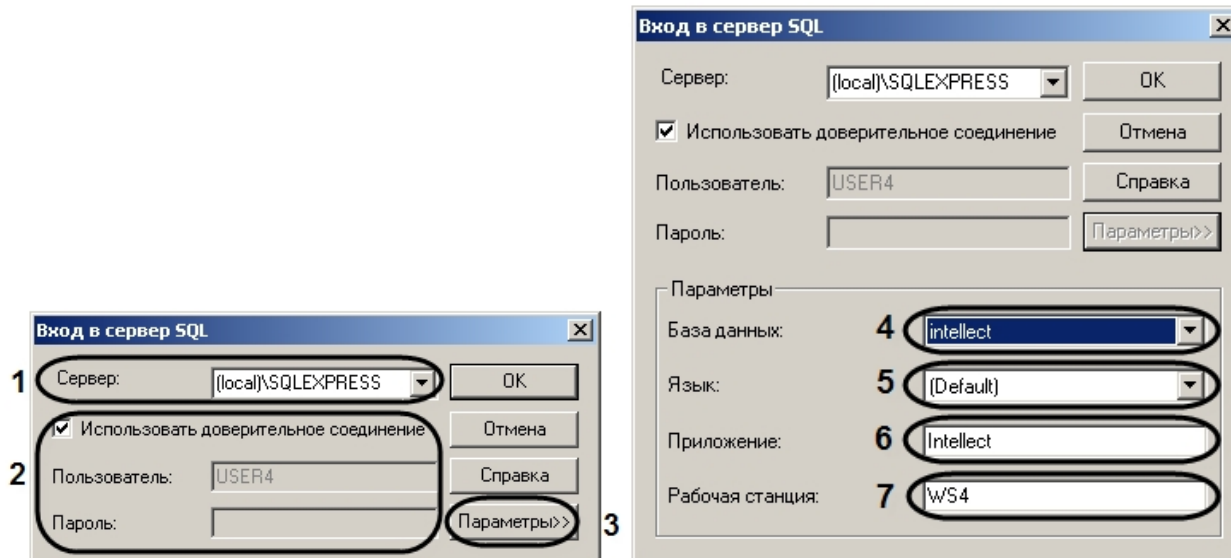 Вход в сервер SQL
1
Сервер:
(local)\SQLEXPRESS
OK
2
Использовать доверительное соединение
Отмена
Пользователь:
USER4
Справка
Пароль:
Параметры>>
3
Вход в сервер SQL
Сервер:
(local)\SQLEXPRESS
OK
Использовать доверительное соединение
Отмена
Пользователь:
USER4
Справка
Пароль:
Параметры>>
Параметры
База данных:
4
intellect
Язык:
5
(Default)
Приложение:
6
Intellect
Рабочая станция:
7
WS4